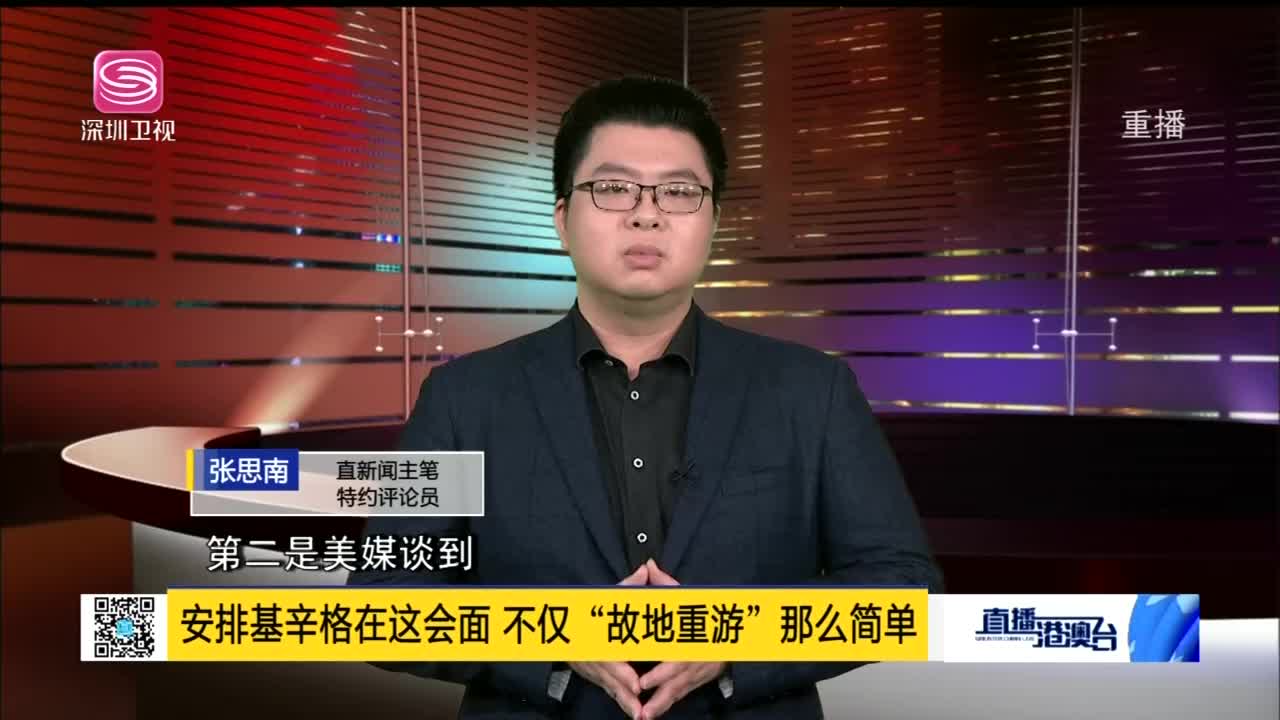 深圳卫视
重播
张思南
直新闻主笔
特约评论员
第二是美媒谈到
安排基辛格在这会面 不仅“故地重游”那么简单
直播
港澳台